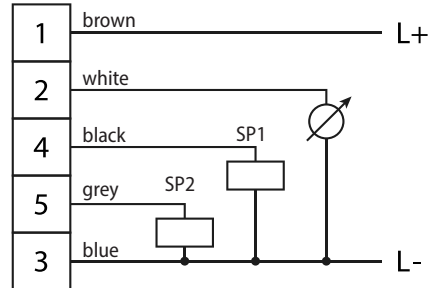 1 brown L+
2 white
4 black SP1
5 grey SP2
3 blue L-